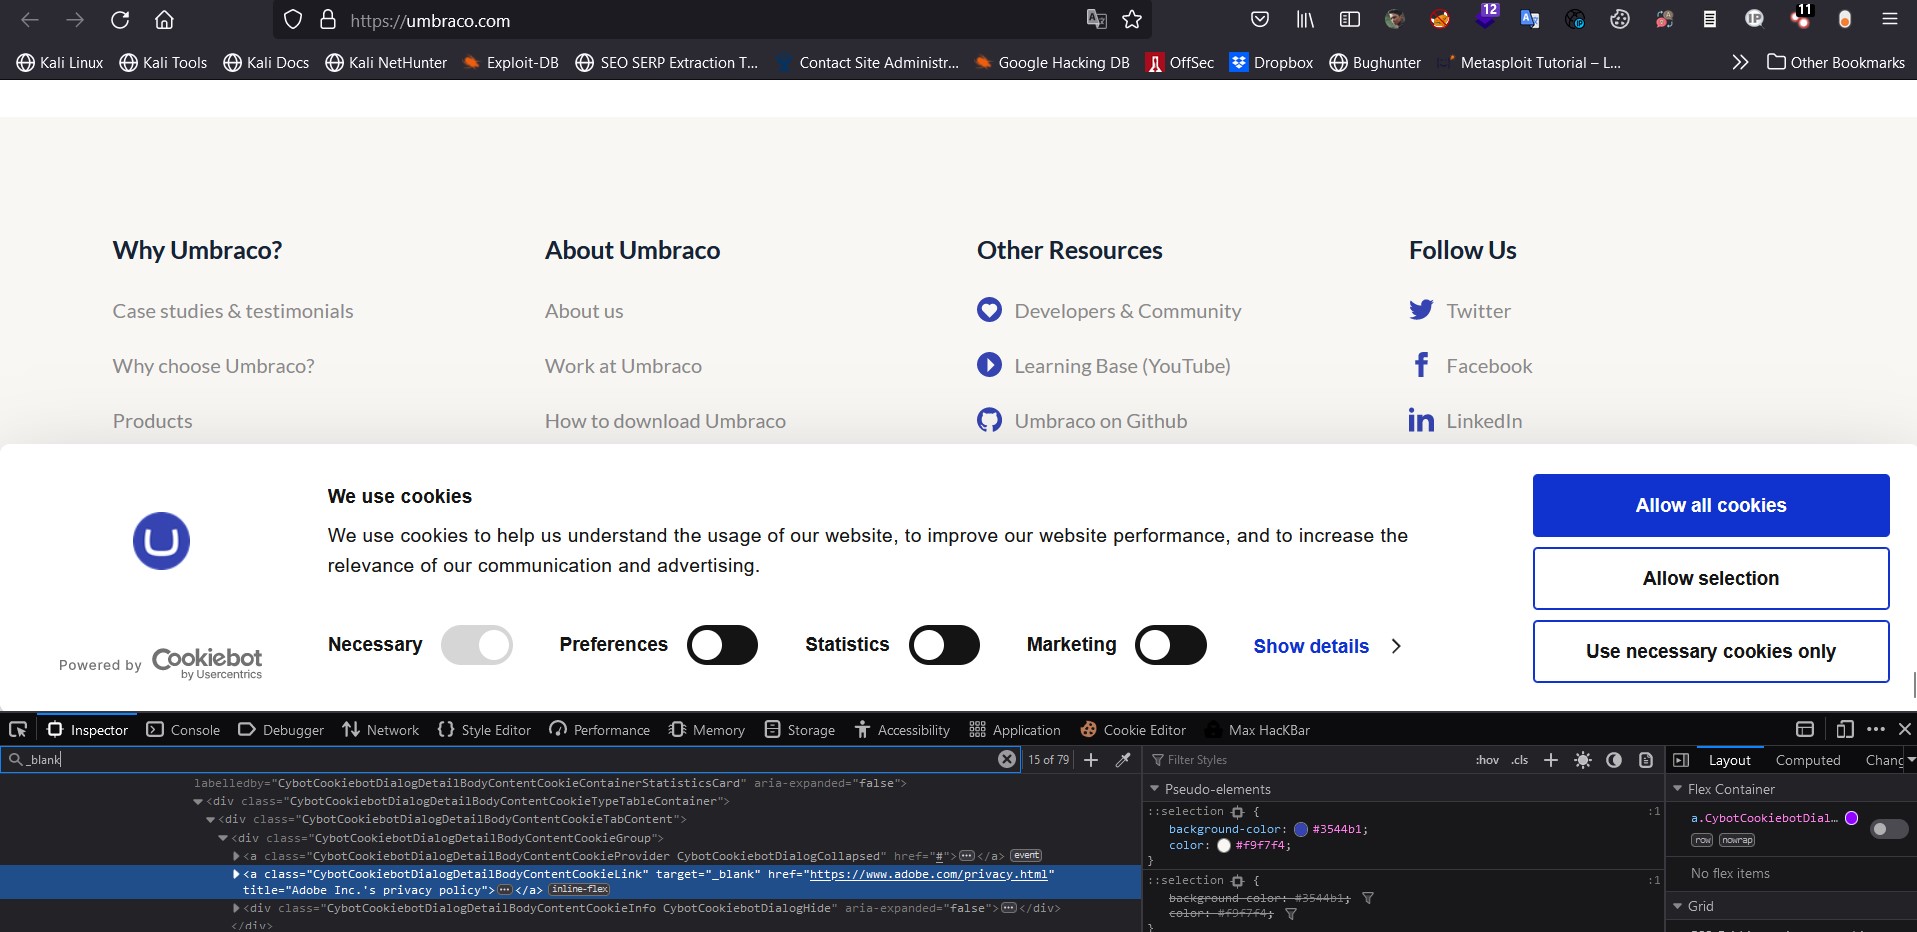 https://umbraco.com
12
11
Kali Linux Kali Tools Kali Docs Kali NetHunter Exploit-DB SEO SERP Extraction T... Contact Site Administr... Google Hacking DB OffSec Dropbox Bughunter Metasploit Tutorial – L... Other Bookmarks
Why Umbraco? About Umbraco Other Resources Follow Us
Case studies & testimonials About us Developers & Community Twitter
Why choose Umbraco? Work at Umbraco Learning Base (YouTube) Facebook
Products How to download Umbraco Umbraco on Github LinkedIn
We use cookies
We use cookies to help us understand the usage of our website, to improve our website performance, and to increase the
relevance of our communication and advertising.
Allow all cookies
Allow selection
Use necessary cookies only
Necessary Preferences Statistics Marketing Show details
Powered by Cookiebot
by Usercentrics
Inspector Console Debugger Network Style Editor Performance Memory Storage Accessibility Application Cookie Editor Max HacKBar
_blank 15 of 79
labelledby="CybotCookiebotDialogDetailBodyContentCookieContainerStatisticsCard" aria-expanded="false">
<div class="CybotCookiebotDialogDetailBodyContentCookieTypeTableContainer">
<div class="CybotCookiebotDialogDetailBodyContentCookieTabContent">
<div class="CybotCookiebotDialogDetailBodyContentCookieGroup">
<a class="CybotCookiebotDialogDetailBodyContentCookieProvider CybotCookiebotDialogCollapsed" href="#"></a> event
<a class="CybotCookiebotDialogDetailBodyContentCookieLink" target="_blank" href="https://www.adobe.com/privacy.html"
title="Adobe Inc.'s privacy policy"></a> inline-flex
<div class="CybotCookiebotDialogDetailBodyContentCookieInfo CybotCookiebotDialogHide" aria-expanded="false"></div>
</div>
Filter Styles :hov .cls
Pseudo-elements
::selection { :1
background-color: #3544b1;
color: #f9f7f4;
}
::selection { :1
background-color: #3544b1;
color: #f9f7f4;
}
Layout Computed Chang
Flex Container
a.CybotCookiebotDial...
row nowrap
No flex items
Grid